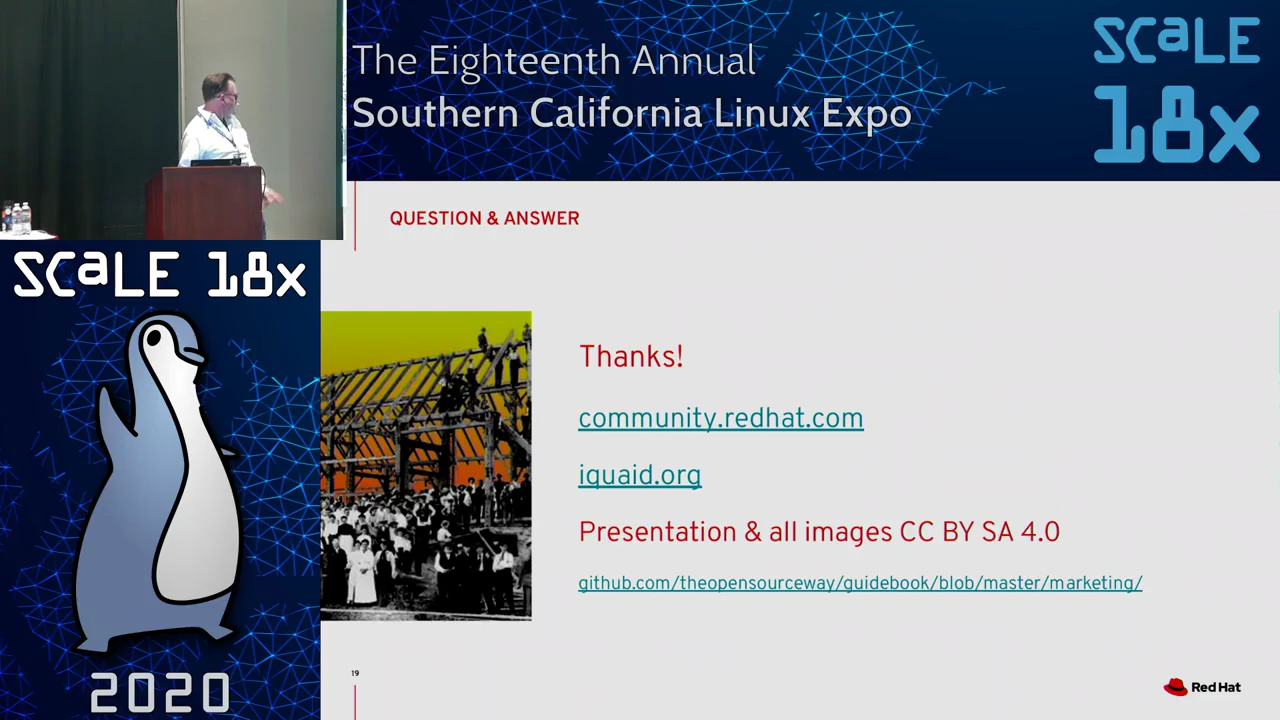 The Eighteenth Annual
Southern California Linux Expo
SCaLE
18x
QUESTION & ANSWER
SCaLE 18x
Thanks!
community.redhat.com
iquaid.org
Presentation & all images CC BY SA 4.0
github.com/theopensourceway/guidebook/blob/master/marketing/
2020
19
Red Hat